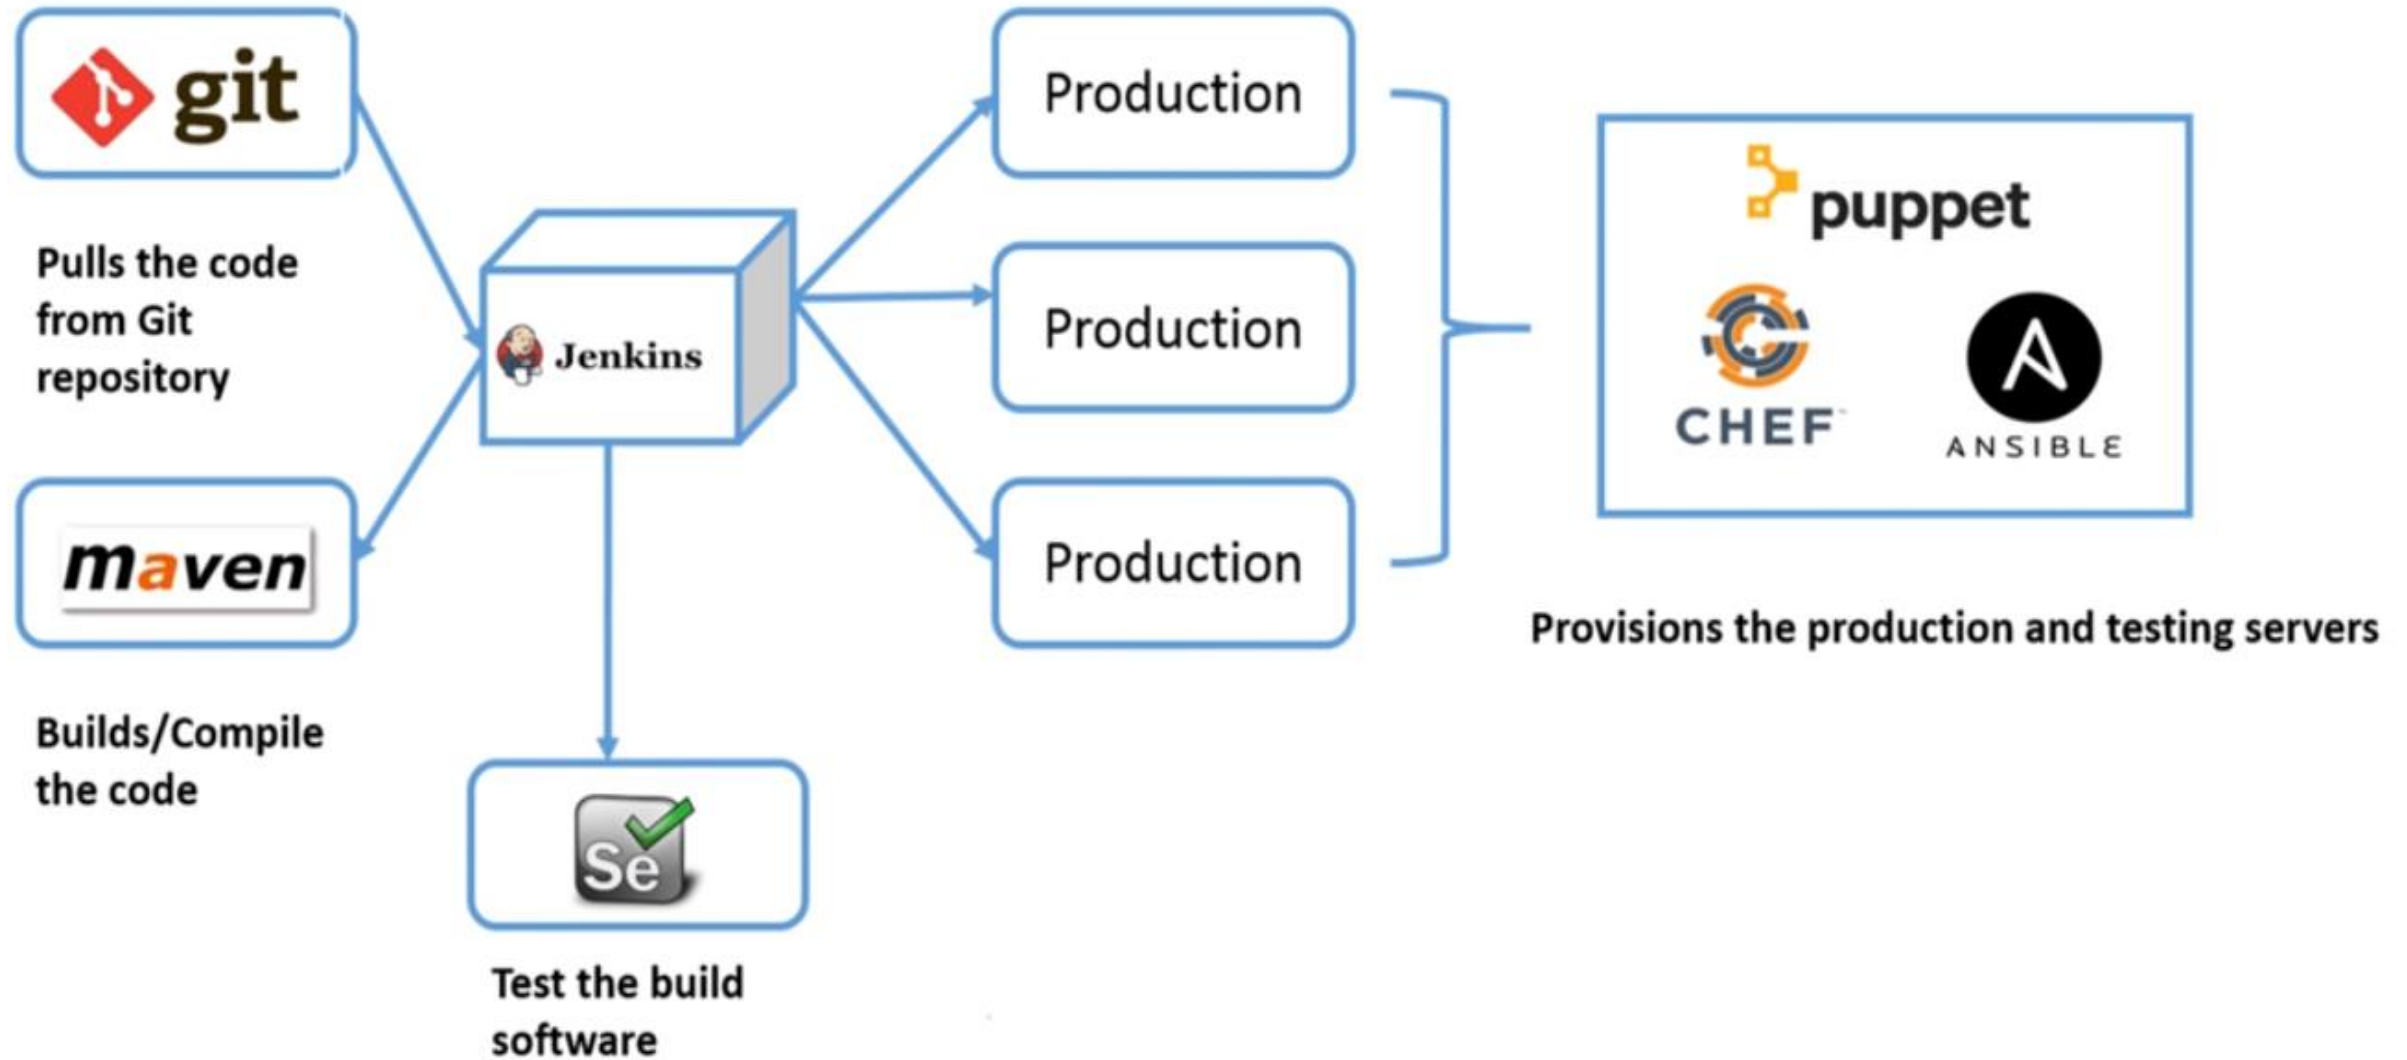 git
Pulls the code
from Git
repository
Jenkins
maven
Builds/Compile
the code
Se
Test the build
software
Production
Production
Production
puppet
CHEF
ANSIBLE
Provisions the production and testing servers